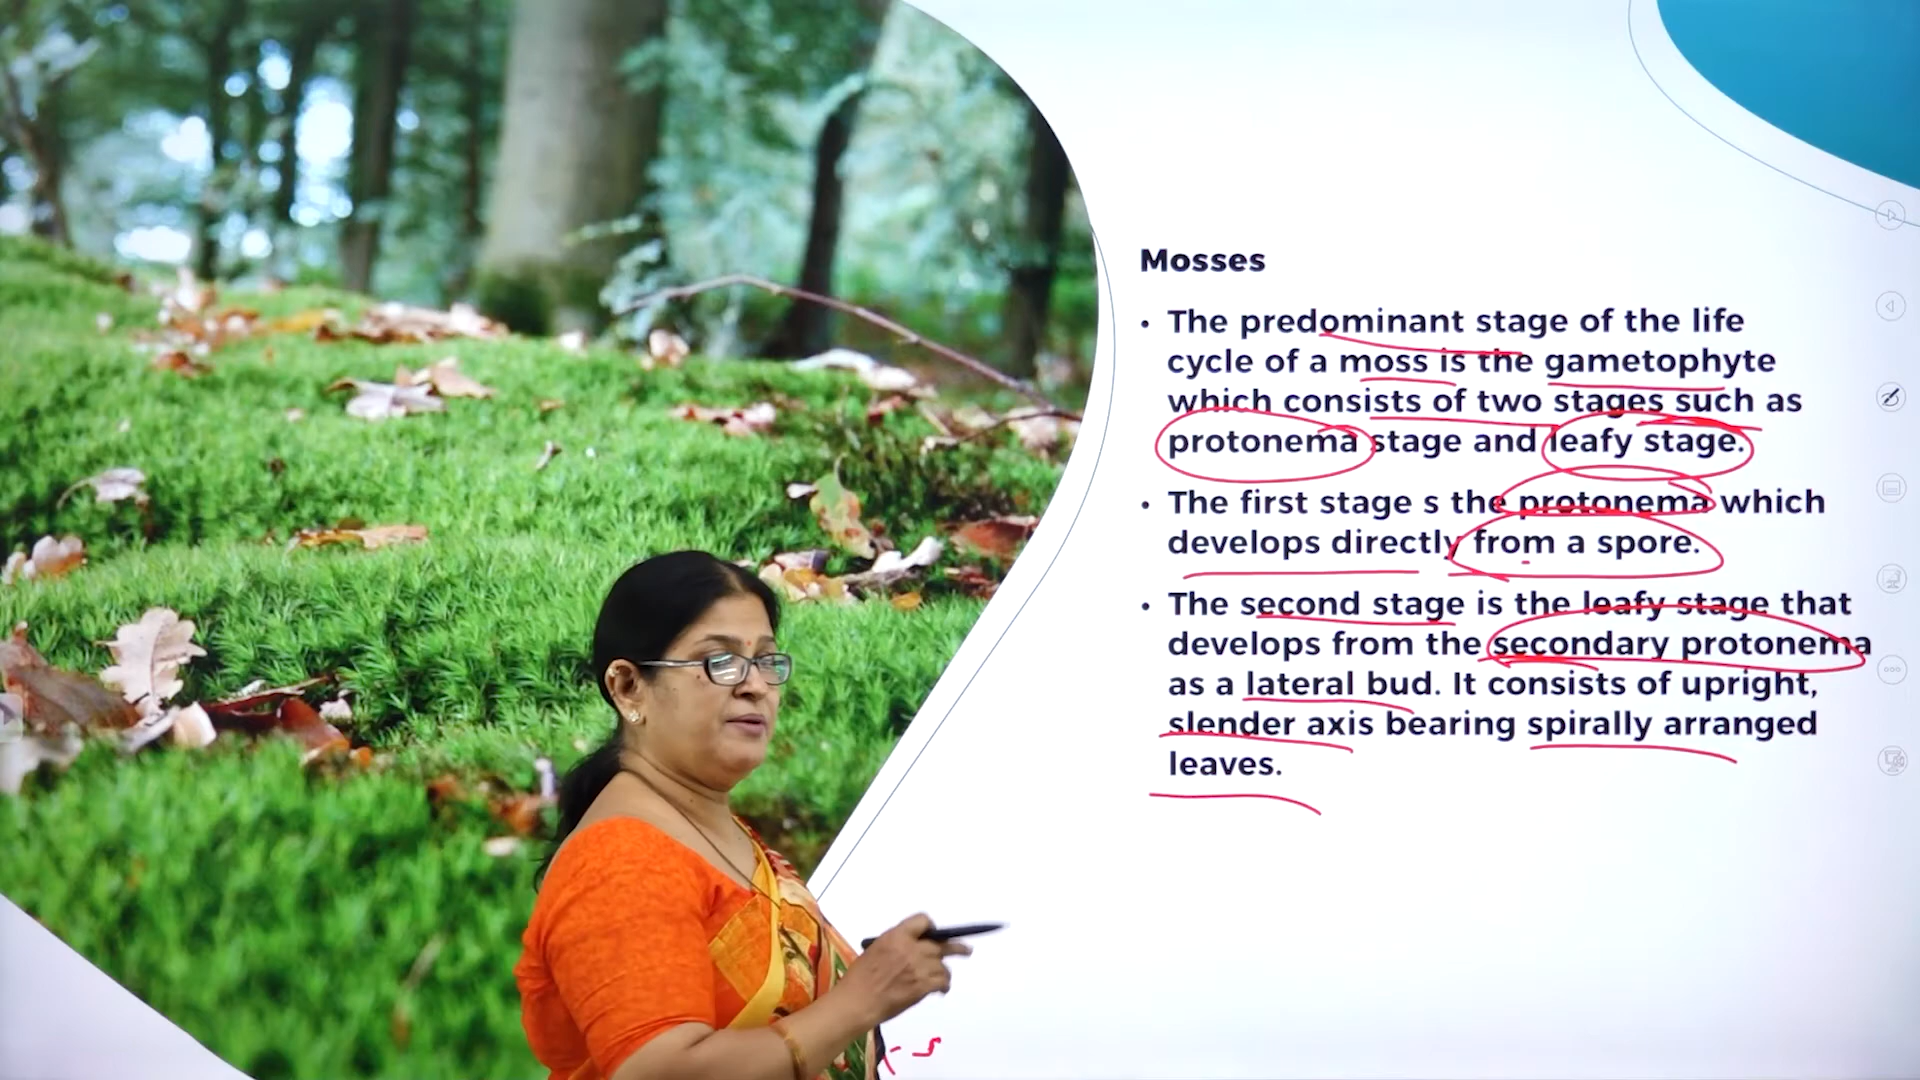 Mosses
• The predominant stage of the life
cycle of a moss is the gametophyte
which consists of two stages such as
protonema stage and leafy stage.
• The first stage s the protonema which
develops directly from a spore.
• The second stage is the leafy stage that
develops from the secondary protonema
as a lateral bud. It consists of upright,
slender axis bearing spirally arranged
leaves.